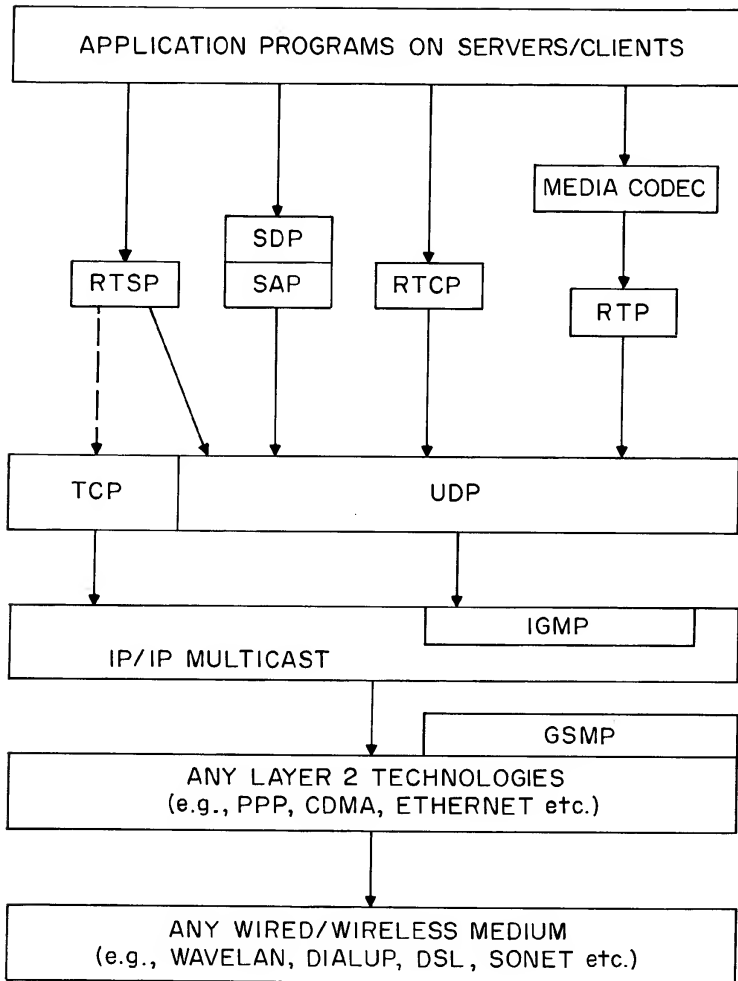 APPLICATION PROGRAMS ON SERVERS/CLIENTS
MEDIA CODEC
SDP
RTSP
SAP
RTCP
RTP
TCP
UDP
IGMP
IP/IP MULTICAST
GSMP
ANY LAYER 2 TECHNOLOGIES
(e.g., PPP, CDMA, ETHERNET etc.)
ANY WIRED/WIRELESS MEDIUM
(e.g., WAVELAN, DIALUP, DSL, SONET etc.)